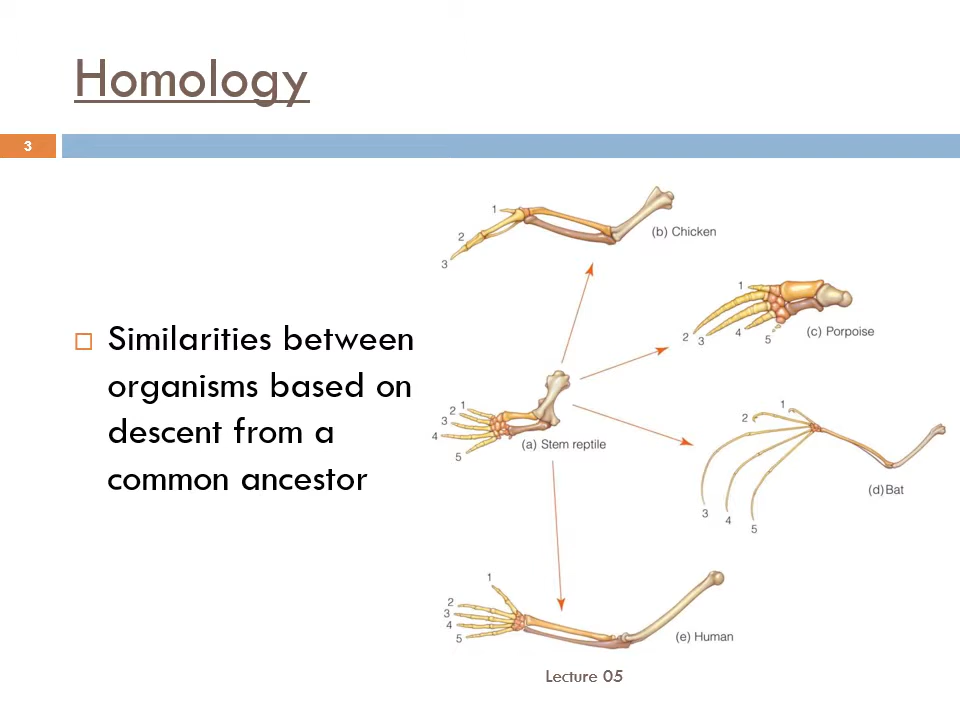 Homology
3
Similarities between
organisms based on
descent from a
common ancestor
1
2
3
(b) Chicken
1
2
3
4
5
(c) Porpoise
1
2
3
4
5
(a) Stem reptile
1
2
3
4
5
(d)Bat
1
2
3
4
5
(e) Human
Lecture 05